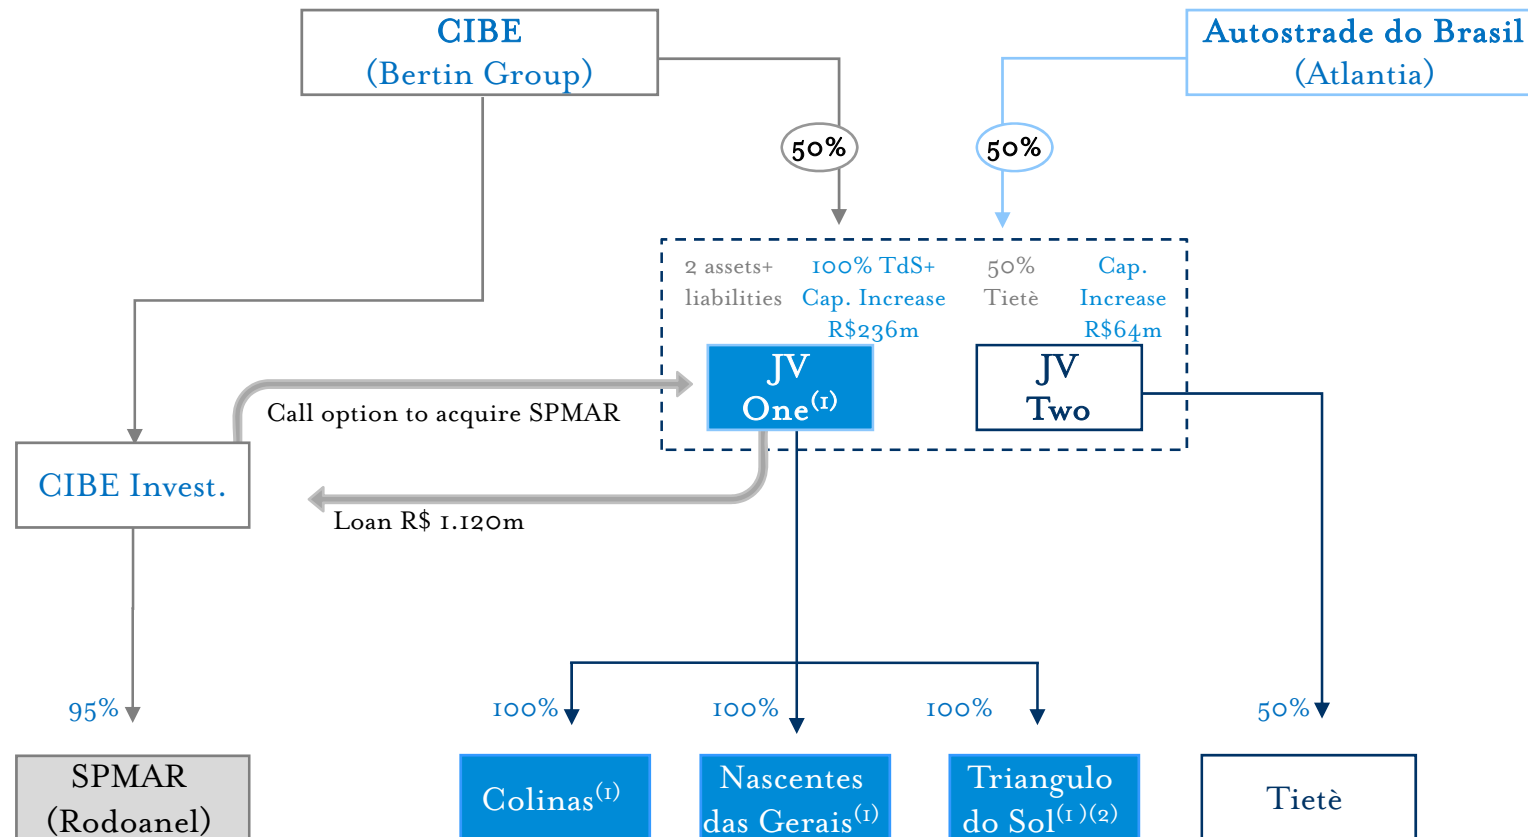 CIBE
(Bertin Group)
Autostrade do Brasil
(Atlantia)
50%
50%
2 assets+
liabilities
100% TdS+
Cap. Increase
R$236m
50%
Tietè
Cap.
Increase
R$64m
JV
One(1)
JV
Two
Call option to acquire SPMAR
CIBE Invest.
Loan R$ 1.120m
95%
100%
100%
100%
50%
SPMAR
(Rodoanel)
Colinas(1)
Nascentes
das Gerais(1)
Triangulo
do Sol(1 )(2)
Tietè